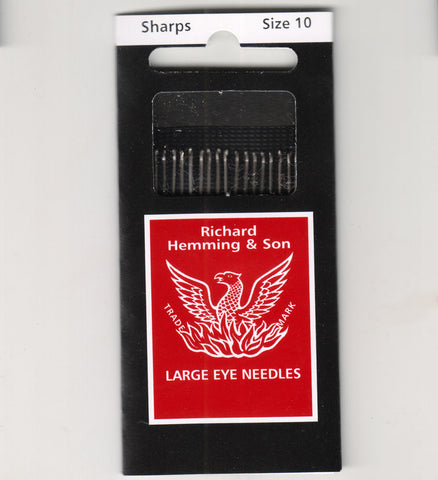 Sharps Size 10
Richard
Hemming & Son
TRADE MARK
LARGE EYE NEEDLES